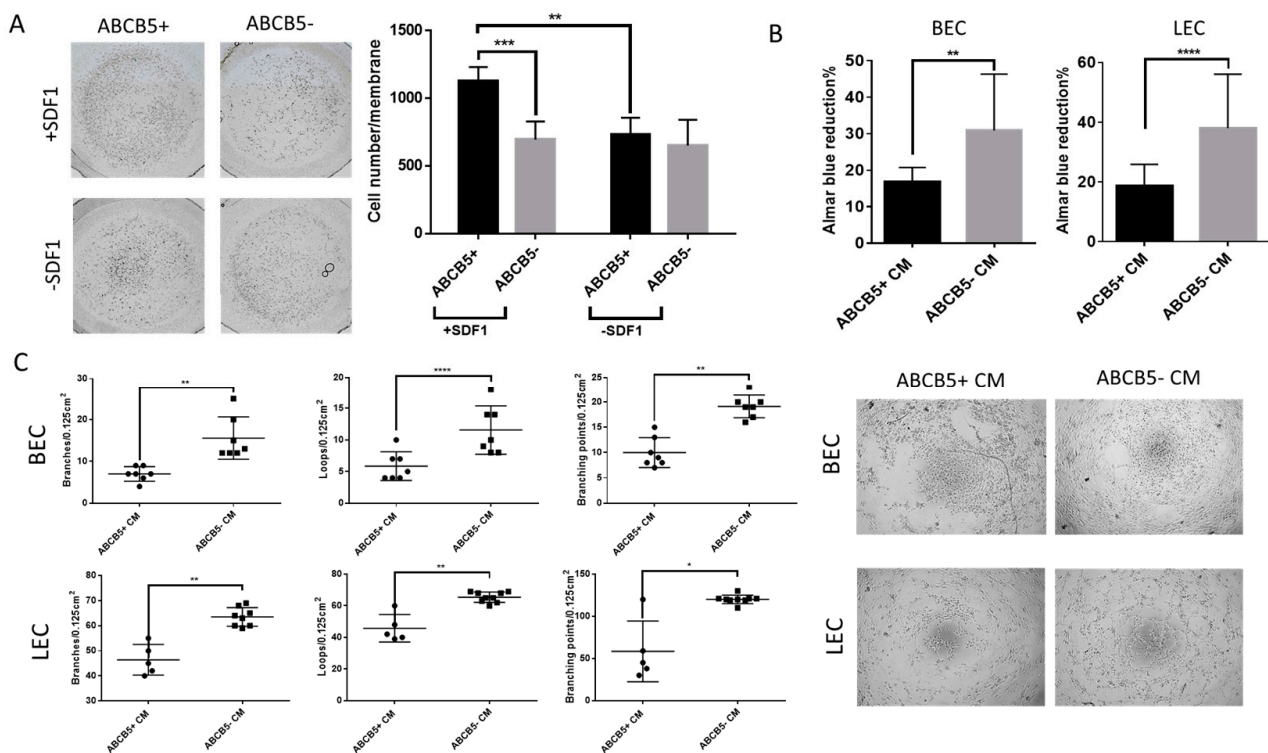 A
ABCB5+
ABCB5-
+SDF1
-SDF1
Cell number/membrane
1500
1000
500
0
**
***
ABCB5+
ABCB5-
ABCB5+
ABCB5-
+SDF1
-SDF1
B
BEC
Almar blue reduction%
50
40
30
20
10
0
**
ABCB5+ CM
ABCB5- CM
LEC
Almar blue reduction%
60
40
20
0
****
ABCB5+ CM
ABCB5- CM
C
BEC
Branches/0.125cm²
30
20
10
0
**
ABCB5+ CM
ABCB5- CM
Loops/0.125cm²
20
15
10
5
0
****
ABCB5+ CM
ABCB5- CM
Branching points/0.125cm²
25
20
15
10
5
0
**
ABCB5+ CM
ABCB5- CM
LEC
Branches/0.125cm²
70
60
50
40
30
**
ABCB5+ CM
ABCB5- CM
Loops/0.125cm²
80
60
40
20
0
**
ABCB5+ CM
ABCB5- CM
Branching points/0.125cm²
150
100
50
0
*
ABCB5+ CM
ABCB5- CM
ABCB5+ CM
ABCB5- CM
BEC
LEC